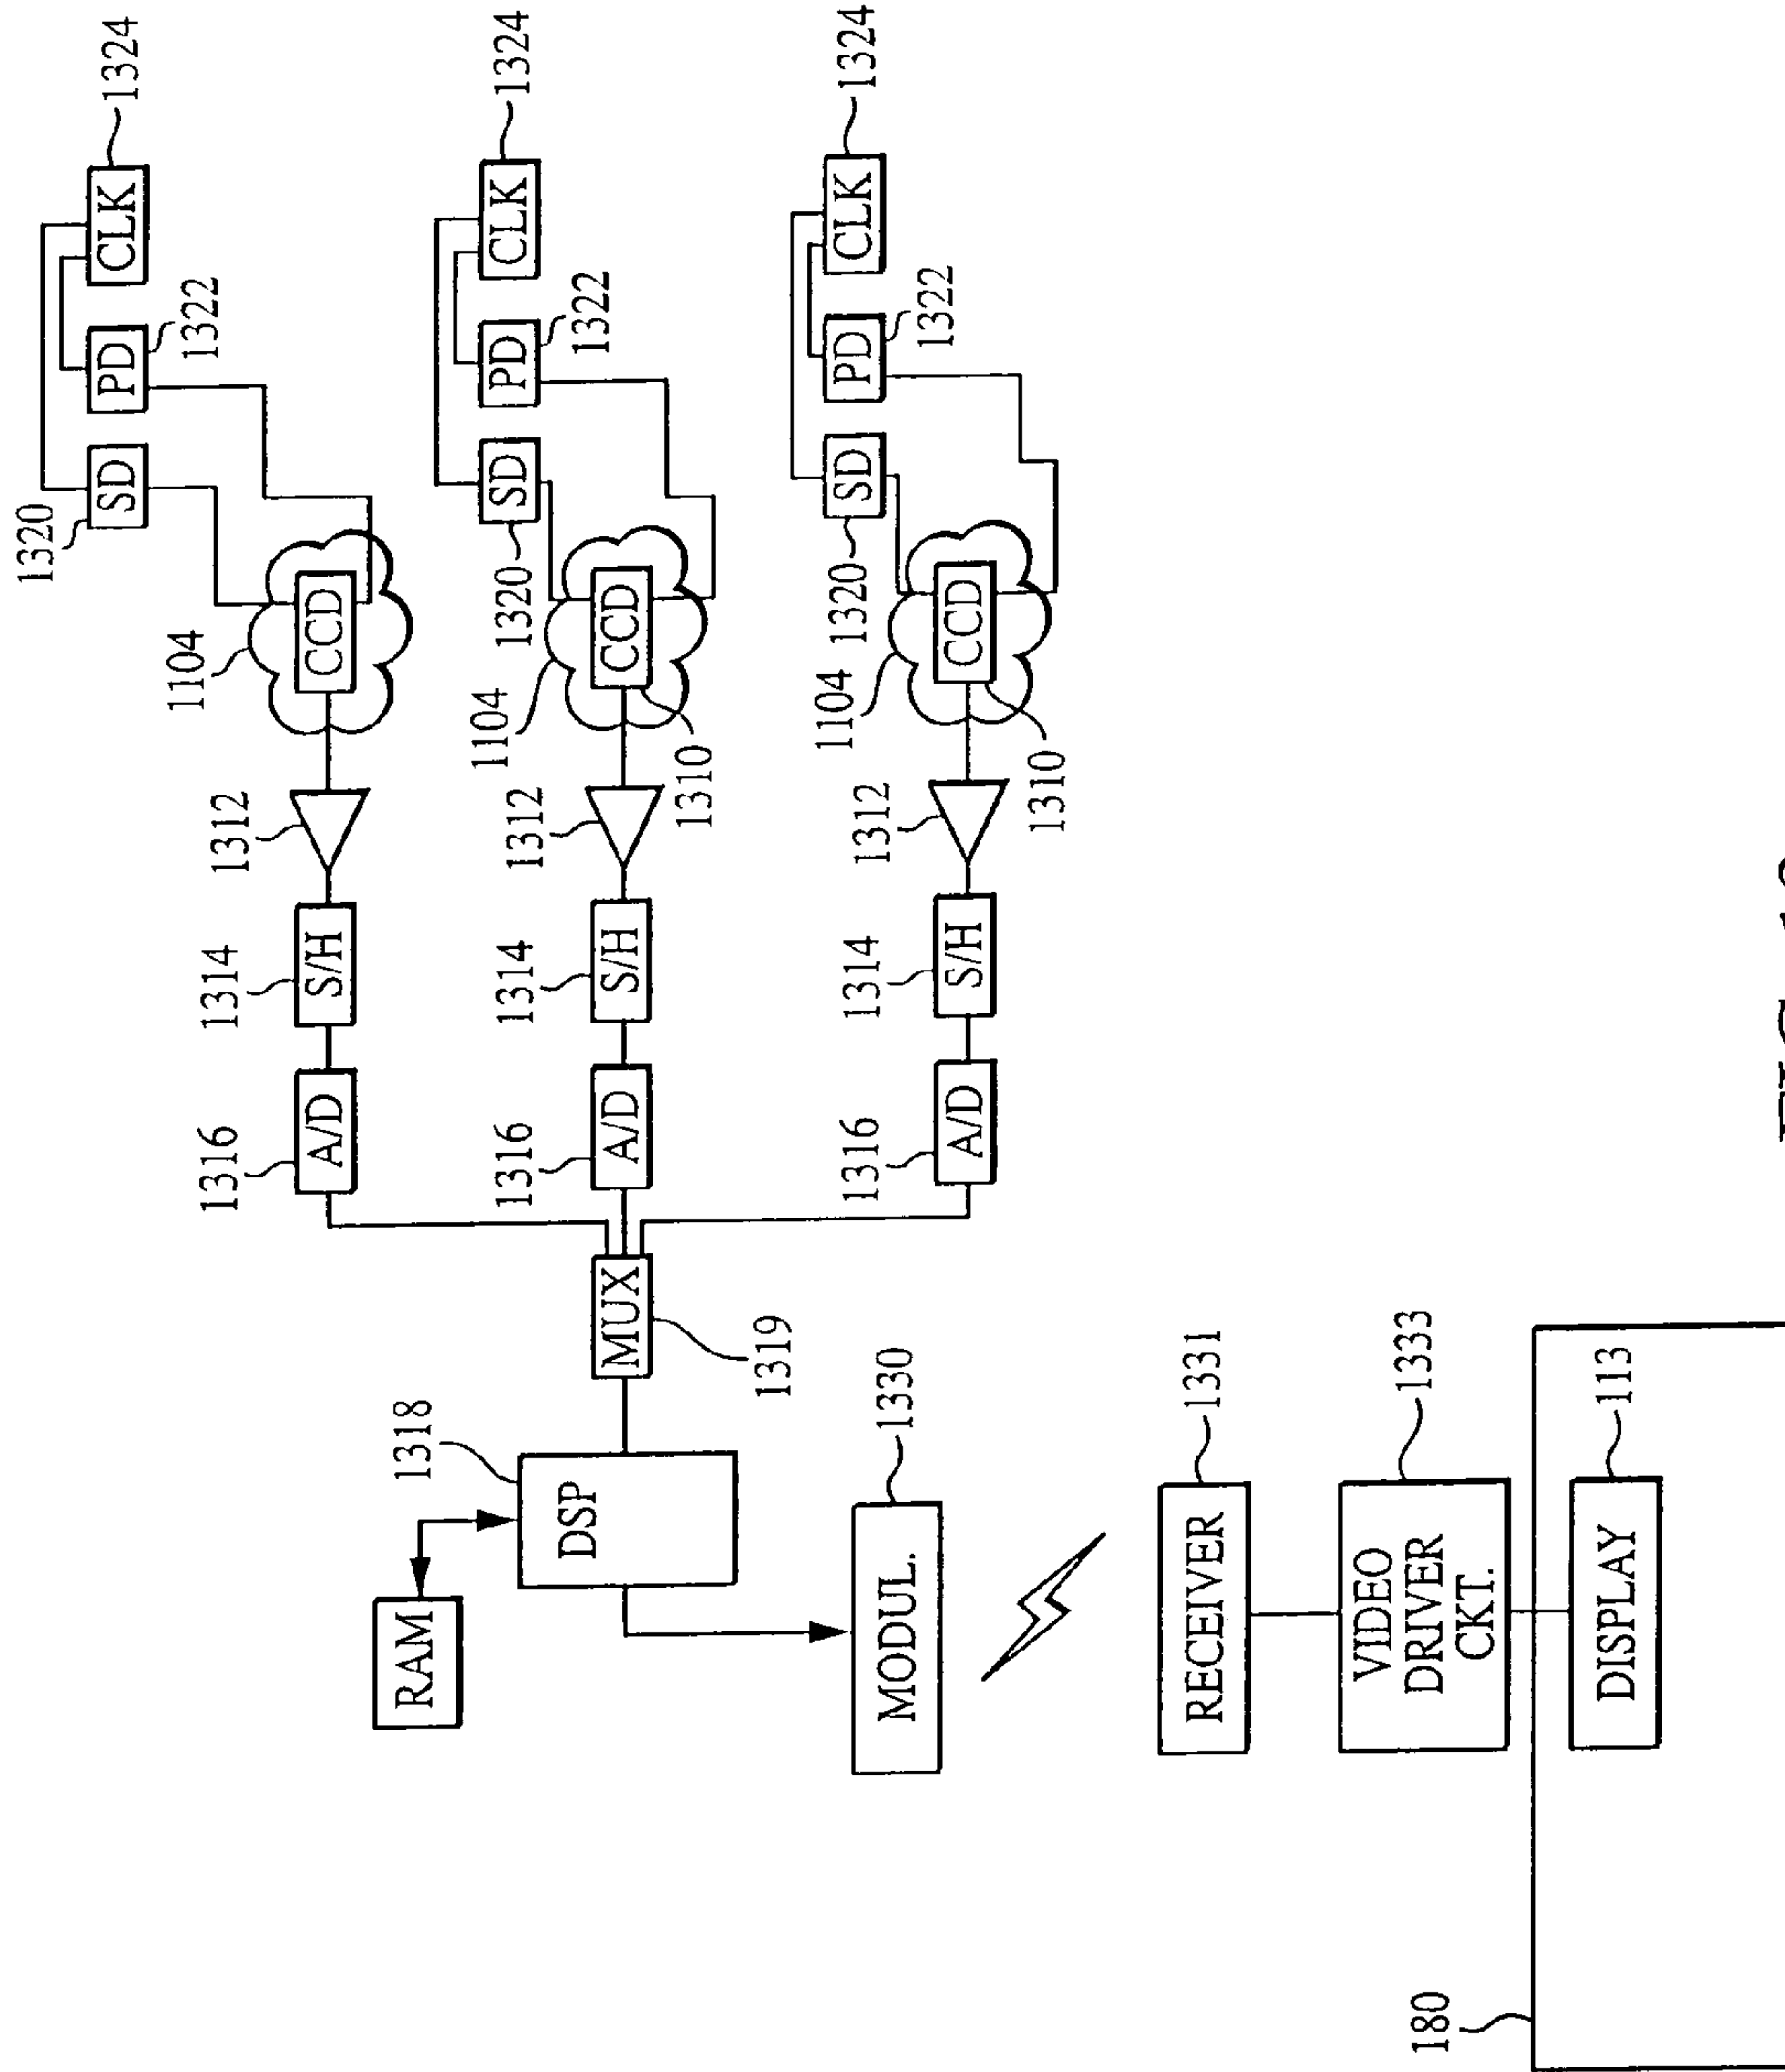 1324
CLK
PD
1322
SD
1320
1104
CCD
1312
1314
S/H
1316
A/D
1324
CLK
PD
1322
SD
1320
1104
CCD
1310
1312
1314
S/H
1316
A/D
1324
CLK
PD
1322
SD
1320
1104
CCD
1310
1312
1314
S/H
1316
A/D
MUX
1319
1318
DSP
RAM
MODUL.
1330
RECEIVER
1331
VIDEO
DRIVER
CKT.
1333
DISPLAY
113
180